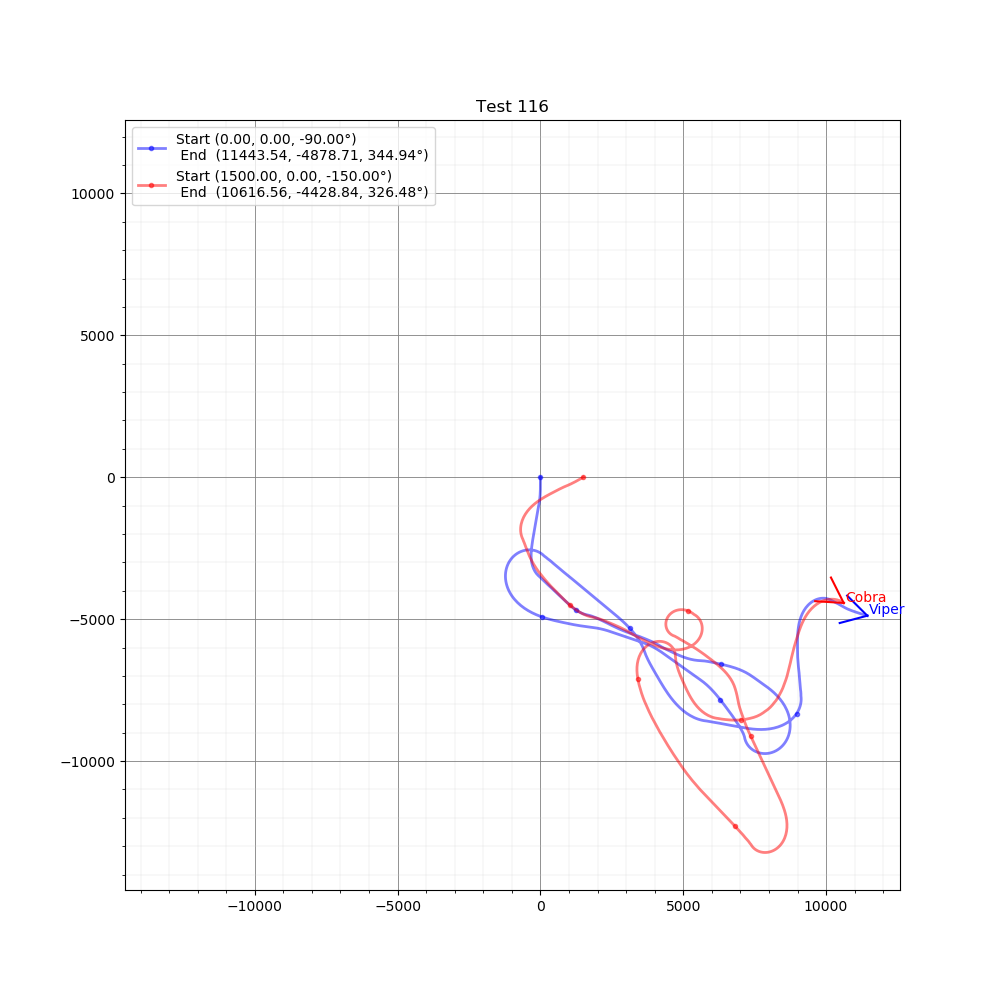 Test 116
Start (0.00, 0.00, -90.00°)
End (11443.54, -4878.71, 344.94°)
Start (1500.00, 0.00, -150.00°)
End (10616.56, -4428.84, 326.48°)
10000
5000
0
−5000
−10000
Cobra
Viper
−10000 −5000 0 5000 10000